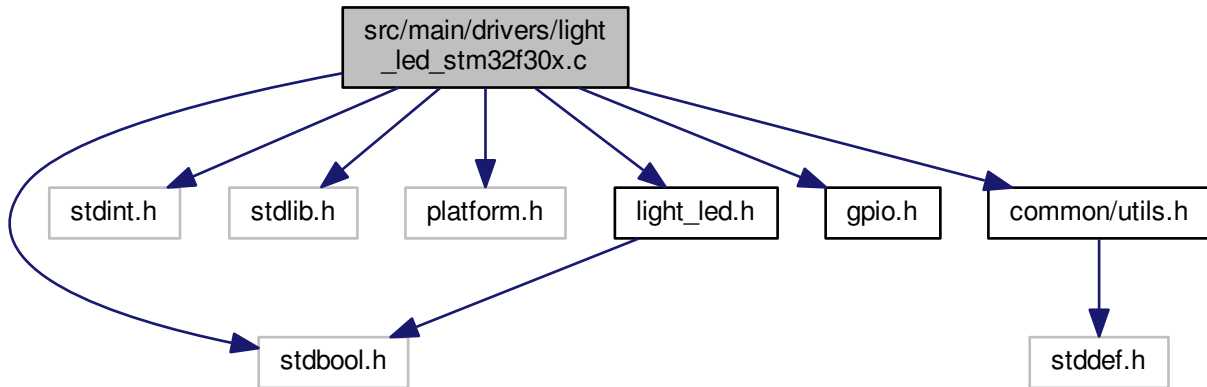 src/main/drivers/light
_led_stm32f30x.c
stdint.h
stdlib.h
platform.h
light_led.h
gpio.h
common/utils.h
stdbool.h
stddef.h